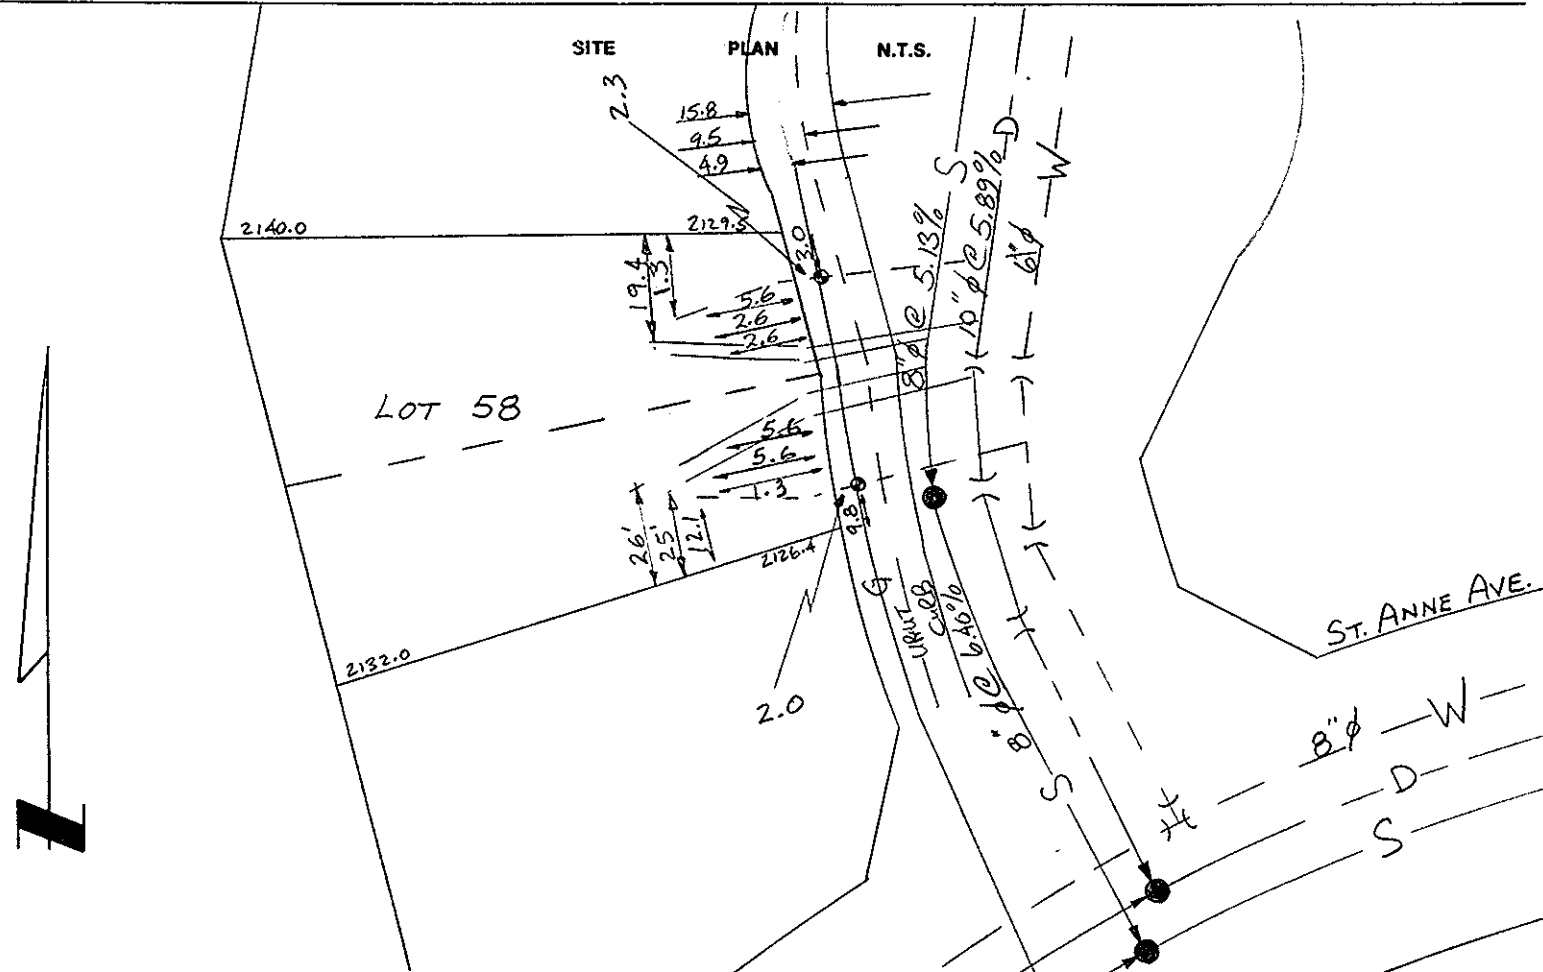 SITE PLAN N.T.S.
2.3
15.8
9.5
4.9
2140.0
2129.5
3.0
19.4
1.3
5.6
2.6
2.6
8"ø @ 5.13% S
10"ø @ 5.89% D
6"ø W
LOT 58
5.6
5.6
1.3
26'
25'
12.1
9.8
2126.4
2132.0
2.0
G
URHZ
CURB
8"ø @ 6.40%
S
ST. ANNE AVE.
8"ø W
D
S